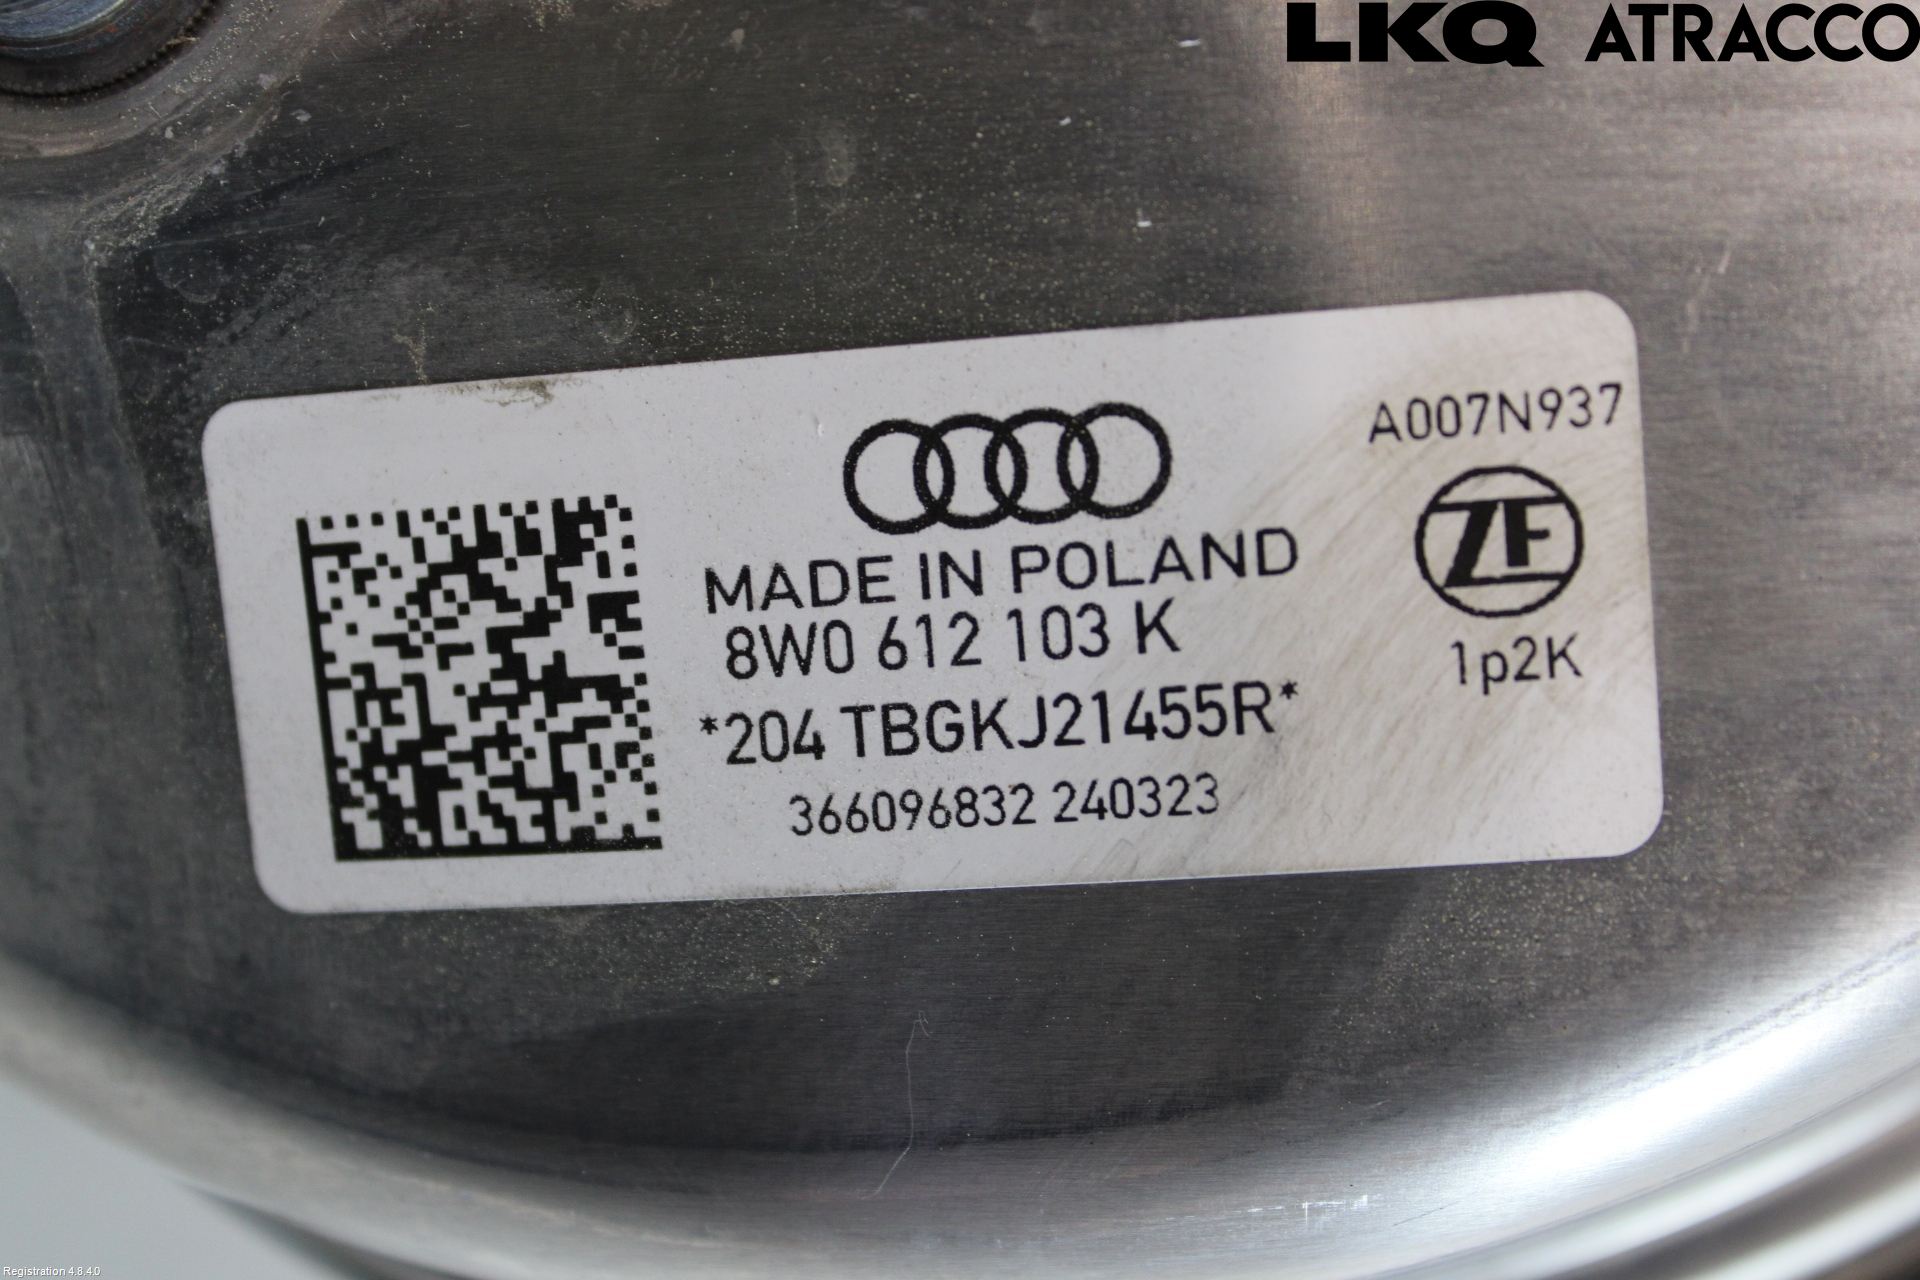 LKQ ATRACCO
A007N937
ZF
MADE IN POLAND
8W0 612 103 K
1p2K
*204 TBGKJ21455R*
366096832 240323
Registration 4.8.4.0